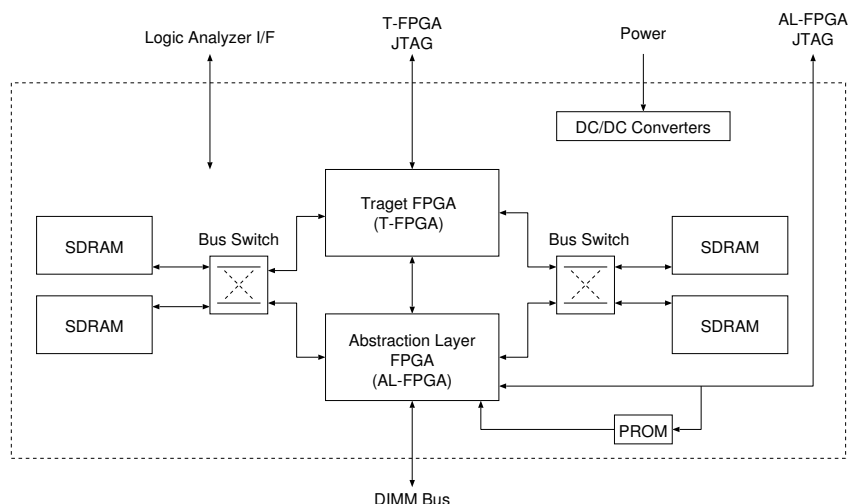 Logic Analyzer I/F
T-FPGA
JTAG
Power
AL-FPGA
JTAG
DC/DC Converters
Traget FPGA
(T-FPGA)
SDRAM
Bus Switch
Bus Switch
SDRAM
SDRAM
Abstraction Layer
FPGA
(AL-FPGA)
SDRAM
PROM
DIMM Bus